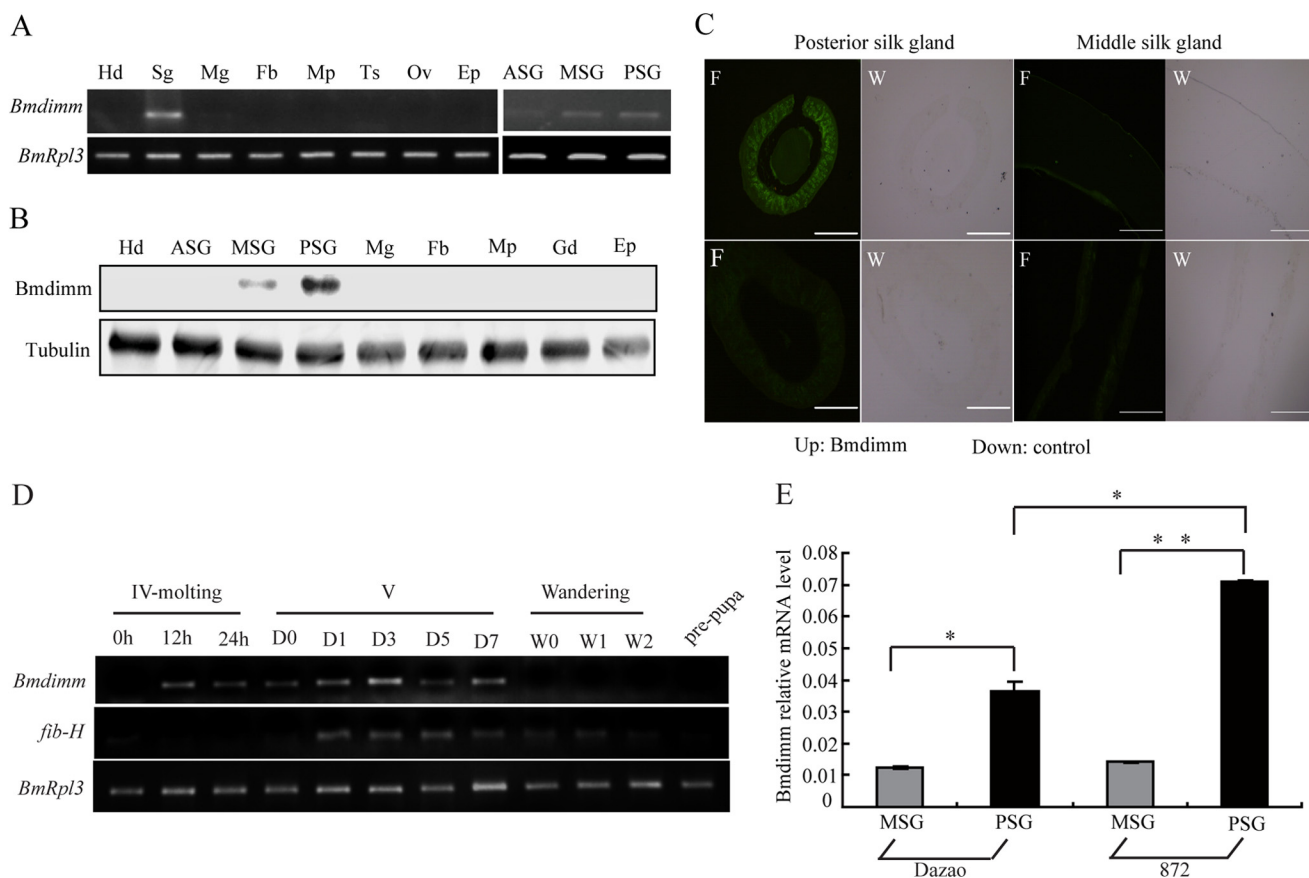 A
Hd Sg Mg Fb Mp Ts Ov Ep ASG MSG PSG
Bmdimm
BmRpl3
B
Hd ASG MSG PSG Mg Fb Mp Gd Ep
Bmdimm
Tubulin
C
Posterior silk gland Middle silk gland
F W F W
F W F W
Up: Bmdimm Down: control
D
IV-molting V Wandering pre-pupa
0h 12h 24h D0 D1 D3 D5 D7 W0 W1 W2
Bmdimm
fib-H
BmRpl3
E
Bmdimm relative mRNA level
*
* *
*
0.08
0.07
0.06
0.05
0.04
0.03
0.02
0.01
0
MSG PSG MSG PSG
Dazao 872